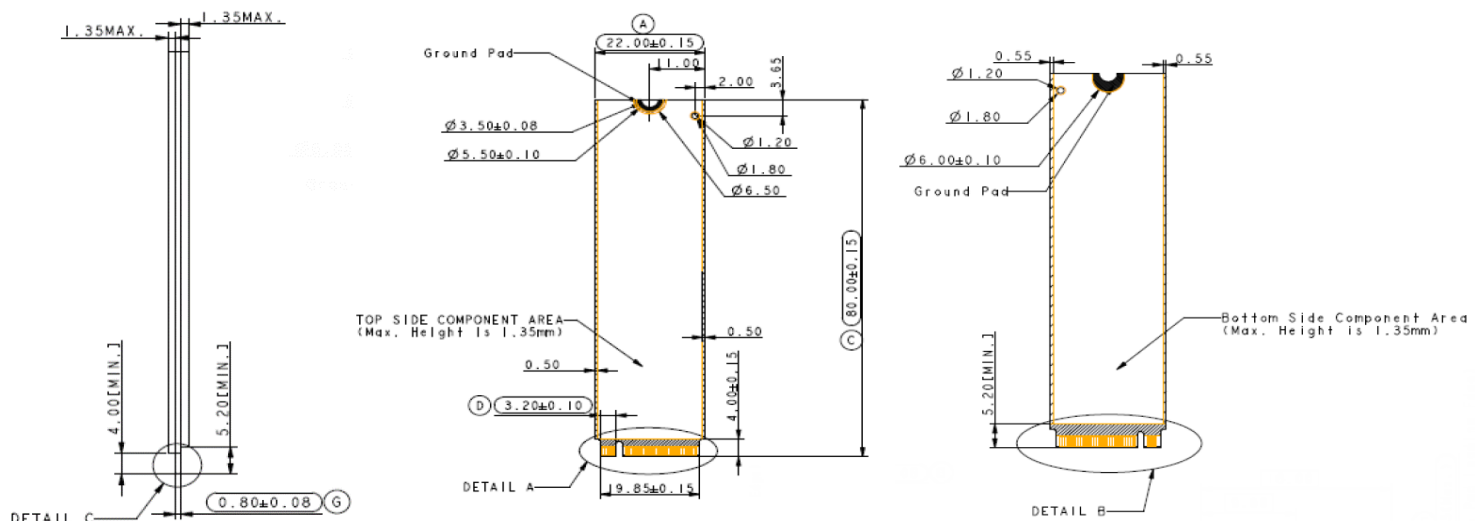 1.35MAX.
1.35MAX.
4.00[MIN.]
5.20[MIN.]
DETAIL C
0.80±0.08 G
A
22.00±0.15
Ground Pad
11.00
2.00
3.65
Ø3.50±0.08
Ø5.50±0.10
Ø1.20
Ø1.80
Ø6.50
80.00±0.15
C
TOP SIDE COMPONENT AREA
(Max. Height Is 1.35mm)
0.50
0.50
D 3.20±0.10
4.00±0.15
DETAIL A
19.85±0.15
0.55
0.55
Ø1.20
Ø1.80
Ø6.00±0.10
Ground Pad
Bottom Side Component Area
(Max. Height is 1.35mm)
5.20[MIN.]
DETAIL B